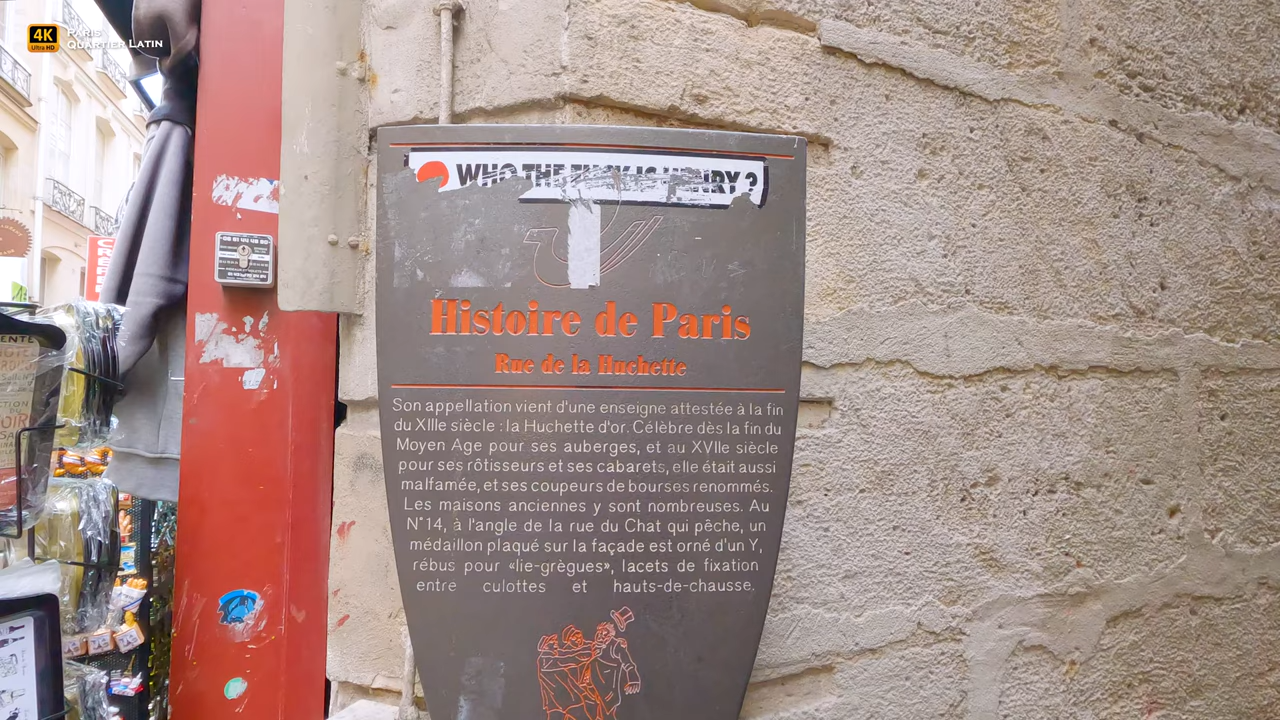 4K
Ultra HD
PARIS
QUARTIER LATIN
WHO THE IS HENRY ?
Histoire de Paris
Rue de la Huchette
Son appellation vient d'une enseigne attestée à la fin
du XIIIe siècle : la Huchette d'or. Célèbre dès la fin du
Moyen Age pour ses auberges, et au XVIIe siècle
pour ses rôtisseurs et ses cabarets, elle était aussi
malfamée, et ses coupeurs de bourses renommés.
Les maisons anciennes y sont nombreuses. Au
N°14, à l'angle de la rue du Chat qui pêche, un
médaillon plaqué sur la façade est orné d'un Y,
rébus pour «lie-grègues», lacets de fixation
entre culottes et hauts-de-chausse.